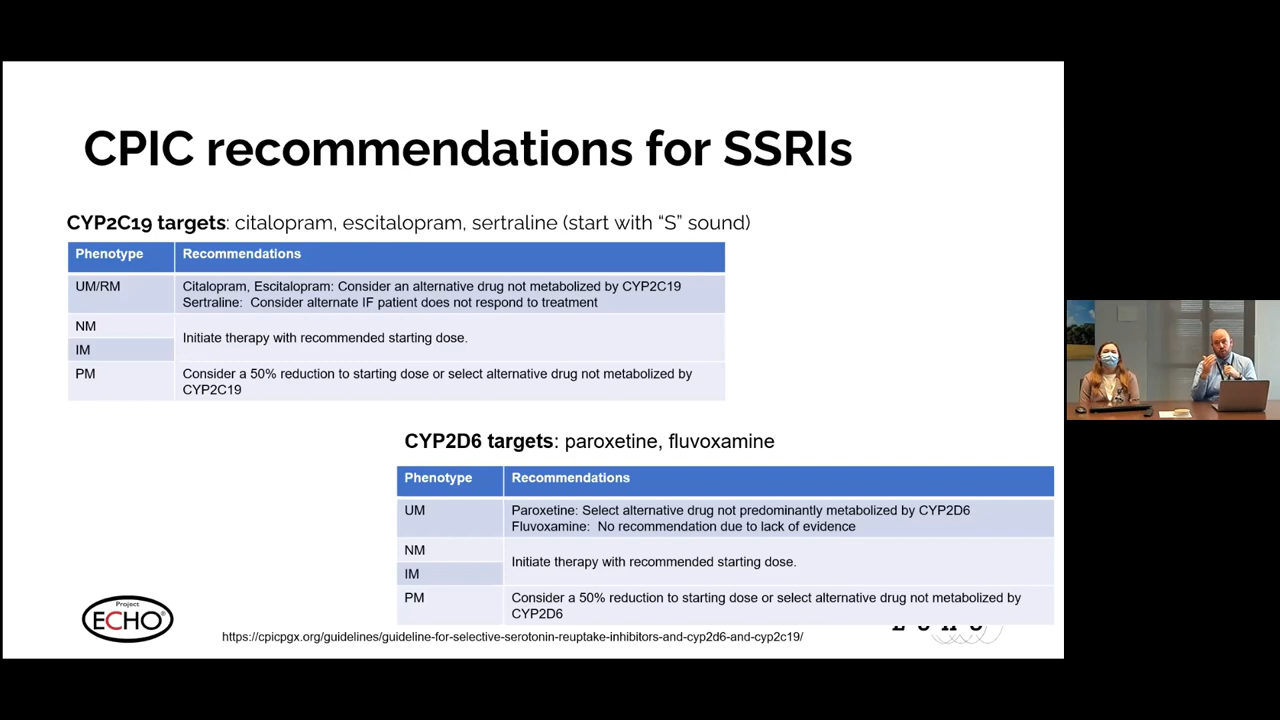 CPIC recommendations for SSRIs
CYP2C19 targets: citalopram, escitalopram, sertraline (start with “S” sound)
Phenotype Recommendations
UM/RM Citalopram, Escitalopram: Consider an alternative drug not metabolized by CYP2C19
Sertraline: Consider alternate IF patient does not respond to treatment
NM
Initiate therapy with recommended starting dose.
IM
PM Consider a 50% reduction to starting dose or select alternative drug not metabolized by
CYP2C19
CYP2D6 targets: paroxetine, fluvoxamine
Phenotype Recommendations
UM Paroxetine: Select alternative drug not predominantly metabolized by CYP2D6
Fluvoxamine: No recommendation due to lack of evidence
NM
Initiate therapy with recommended starting dose.
IM
PM Consider a 50% reduction to starting dose or select alternative drug not metabolized by
CYP2D6
Project
ECHO®
https://cpicpgx.org/guidelines/guideline-for-selective-serotonin-reuptake-inhibitors-and-cyp2d6-and-cyp2c19/